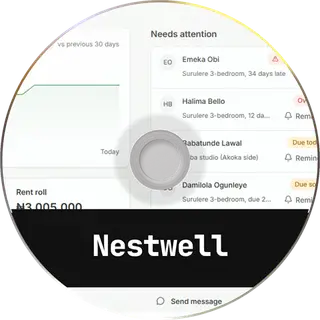 Needs attention
vs previous 30 days
EO
Emeka Obi
Surulere 3-bedroom, 34 days late
HB
Halima Bello
Surulere 3-bedroom, 12 da...
Remi
Babatunde Lawal
Due tod
Yaba studio (Akoka side)
Remi
Today
Damilola Ogunleye
Due so
Surulere 3-bedroom, due 2...
Remi
Rent roll
₦3,005,000
Nestwell
Send message